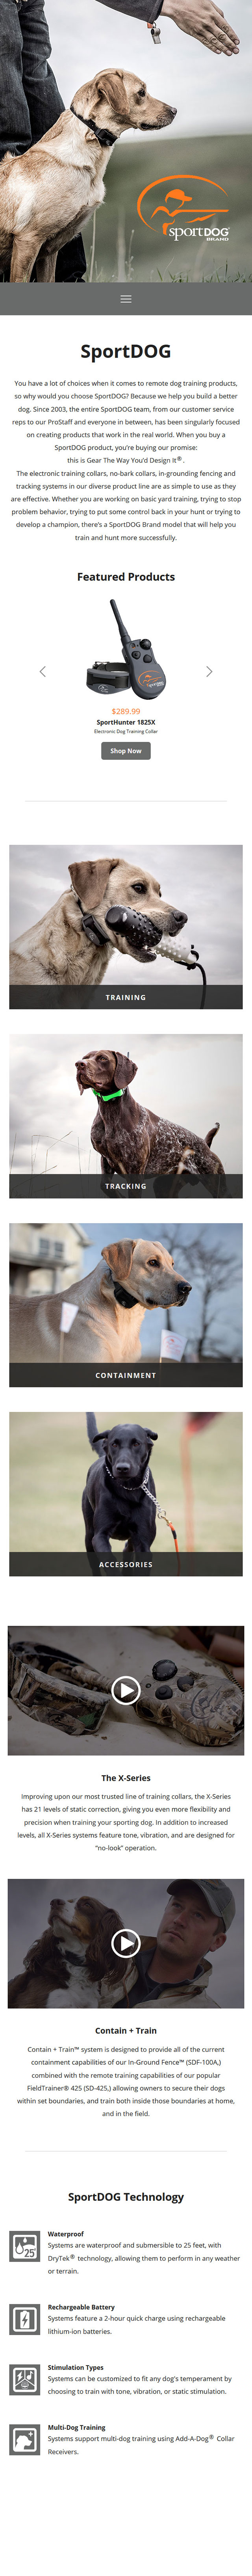 SPORTDOG
BRAND
SportDOG
You have a lot of choices when it comes to remote dog training products,
so why would you choose SportDOG? Because we help you build a better
dog. Since 2003, the entire SportDOG team, from our customer service
reps to our ProStaff and everyone in between, has been singularly focused
on creating products that work in the real world. When you buy a
SportDOG product, you're buying our promise:
this is Gear The Way You'd Design It®.
The electronic training collars, no-bark collars, in-grounding fencing and
tracking systems in our diverse product line are as simple to use as they
are effective. Whether you are working on basic yard training, trying to stop
problem behavior, trying to put some control back in your hunt or trying to
develop a champion, there's a SportDOG Brand model that will help you
train and hunt more successfully.
Featured Products
$289.99
SportHunter 1825X
Electronic Dog Training Collar
Shop Now
TRAINING
TRACKING
CONTAINMENT
ACCESSORIES
The X-Series
Improving upon our most trusted line of training collars, the X-Series
has 21 levels of static correction, giving you even more flexibility and
precision when training your sporting dog. In addition to increased
levels, all X-Series systems feature tone, vibration, and are designed for
"no-look" operation.
Contain + Train
Contain + Train™ system is designed to provide all of the current
containment capabilities of our In-Ground Fence™ (SDF-100A,)
combined with the remote training capabilities of our popular
FieldTrainer® 425 (SD-425,) allowing owners to secure their dogs
within set boundaries, and train both inside those boundaries at home,
and in the field.
SportDOG Technology
25'
Waterproof
Systems are waterproof and submersible to 25 feet, with
DryTek® technology, allowing them to perform in any weather
or terrain.
Rechargeable Battery
Systems feature a 2-hour quick charge using rechargeable
lithium-ion batteries.
Stimulation Types
Systems can be customized to fit any dog's temperament by
choosing to train with tone, vibration, or static stimulation.
Multi-Dog Training
Systems support multi-dog training using Add-A-Dog® Collar
Receivers.